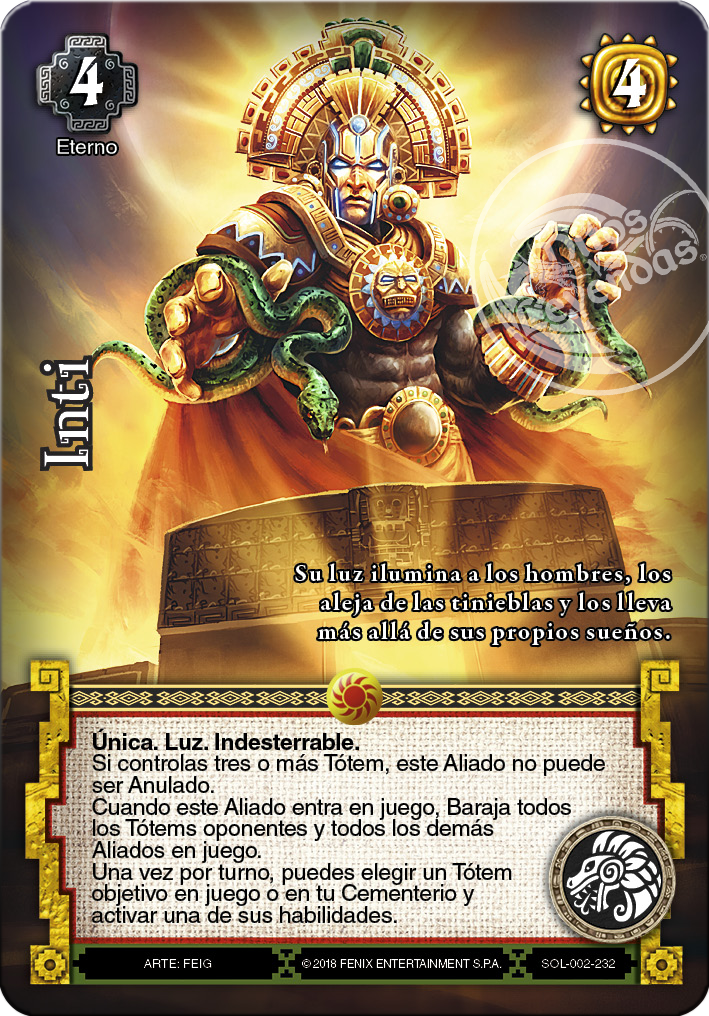 4
Eterno
4
Mitos
y
Leyendas
®
Inti
Su luz ilumina a los hombres, los
aleja de las tinieblas y los lleva
más allá de sus propios sueños.
Única. Luz. Indesterrable.
Si controlas tres o más Tótem, este Aliado no puede
ser Anulado.
Cuando este Aliado entra en juego, Baraja todos
los Tótems oponentes y todos los demás
Aliados en juego.
Una vez por turno, puedes elegir un Tótem
objetivo en juego o en tu Cementerio y
activar una de sus habilidades.
ARTE: FEIG
© 2018 FENIX ENTERTAINMENT S.P.A.
SOL-002-232